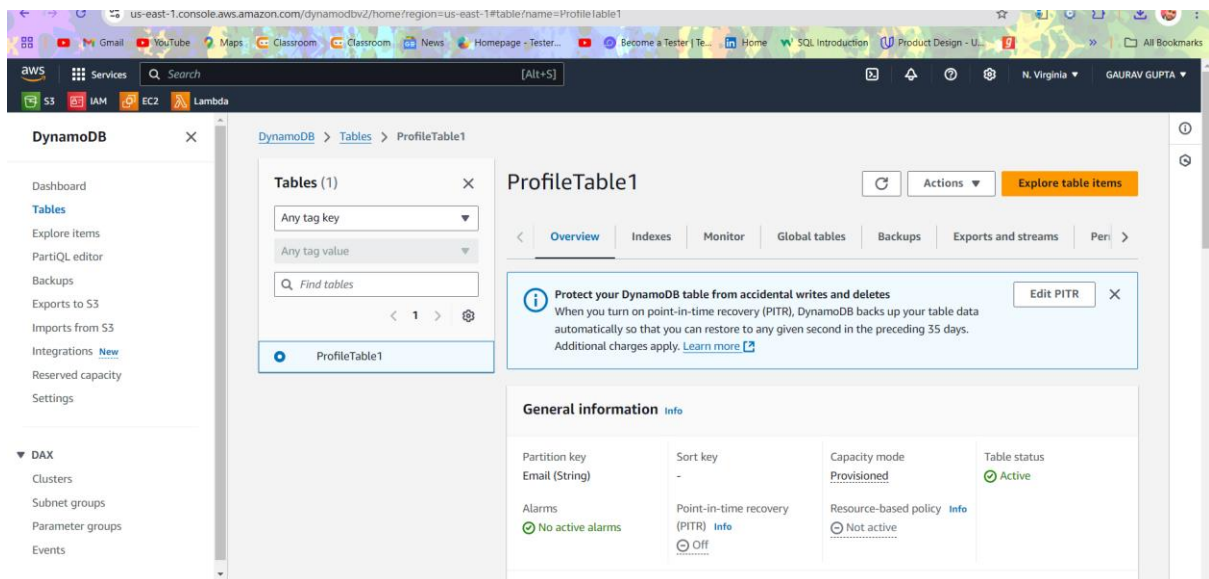 us-east-1.console.aws.amazon.com/dynamodbv2/home?region=us-east-1#table?name=ProfileTable1
Gmail YouTube Maps Classroom Classroom News Homepage - Tester... Become a Tester | Te... Home SQL Introduction Product Design - U... » All Bookmarks
aws Services Search [Alt+S] N. Virginia ▼ GAURAV GUPTA ▼
S3 IAM EC2 Lambda
DynamoDB
Dashboard
Tables
Explore items
PartiQL editor
Backups
Exports to S3
Imports from S3
Integrations New
Reserved capacity
Settings
▼ DAX
Clusters
Subnet groups
Parameter groups
Events
DynamoDB > Tables > ProfileTable1
Tables (1)
Any tag key
Any tag value
Find tables
< 1 >
ProfileTable1
ProfileTable1
Actions ▼ Explore table items
Overview Indexes Monitor Global tables Backups Exports and streams
Protect your DynamoDB table from accidental writes and deletes
When you turn on point-in-time recovery (PITR), DynamoDB backs up your table data
automatically so that you can restore to any given second in the preceding 35 days.
Additional charges apply. Learn more
Edit PITR
General information Info
Partition key
Email (String)
Sort key
-
Capacity mode
Provisioned
Table status
Active
Alarms
No active alarms
Point-in-time recovery
(PITR) Info
Off
Resource-based policy Info
Not active